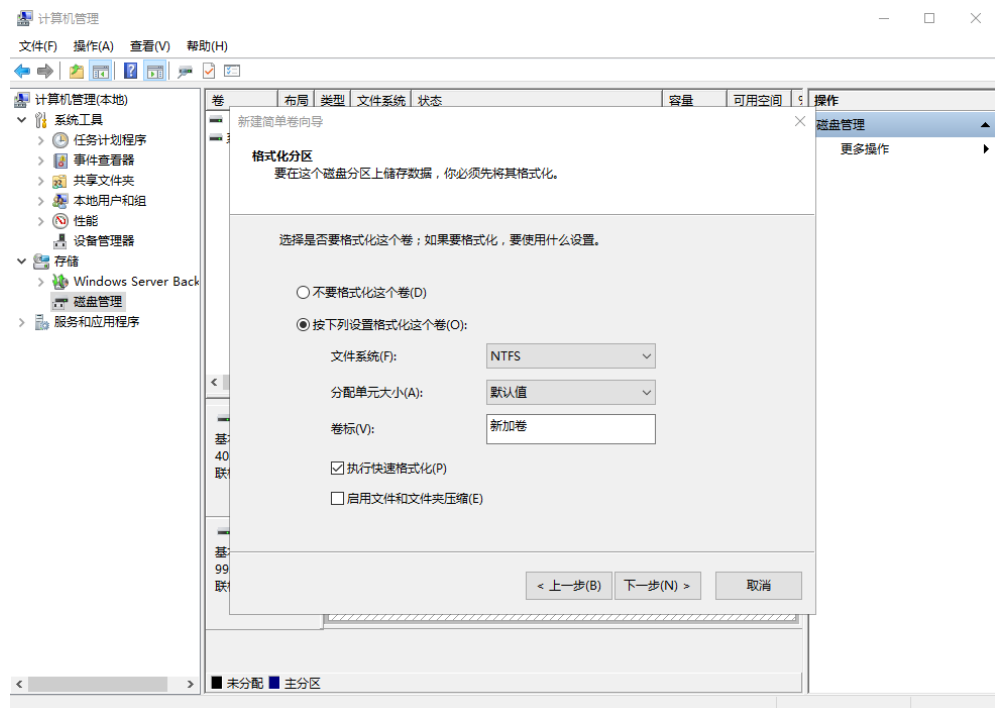 计算机管理
文件(F) 操作(A) 查看(V) 帮助(H)
计算机管理(本地)
系统工具
任务计划程序
事件查看器
共享文件夹
本地用户和组
性能
设备管理器
存储
Windows Server Back
磁盘管理
服务和应用程序
卷 布局 类型 文件系统 状态 容量 可用空间 %
新建简单卷向导
格式化分区
要在这个磁盘分区上储存数据，你必须先将其格式化。
选择是否要格式化这个卷；如果要格式化，要使用什么设置。
不要格式化这个卷(D)
按下列设置格式化这个卷(O):
文件系统(F): NTFS
分配单元大小(A): 默认值
卷标(V): 新加卷
执行快速格式化(P)
启用文件和文件夹压缩(E)
< 上一步(B) 下一步(N) > 取消
基
40
联
基
99
联
未分配 主分区
操作
磁盘管理
更多操作